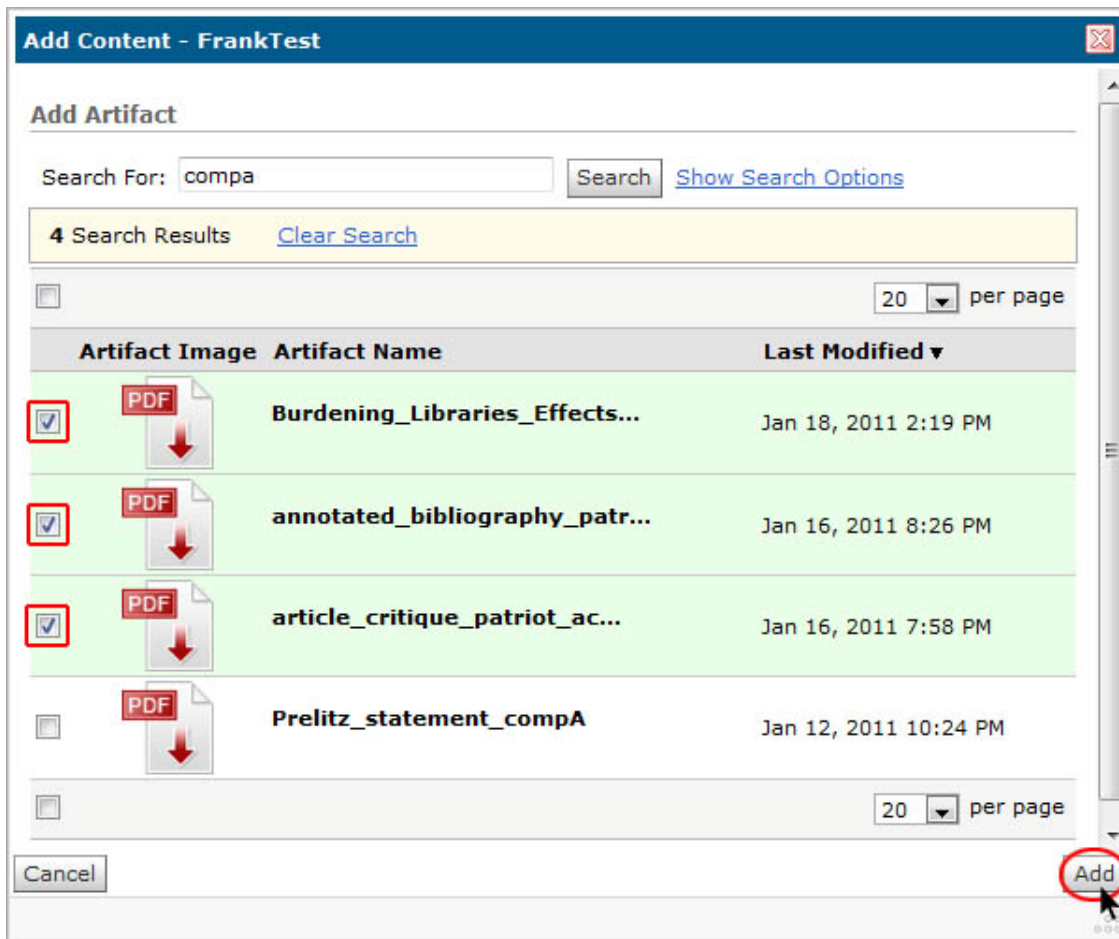 Add Content - FrankTest
Add Artifact
Search For: compa Search Show Search Options
4 Search Results Clear Search
20 per page
Artifact Image Artifact Name Last Modified ▼
PDF Burdening_Libraries_Effects... Jan 18, 2011 2:19 PM
PDF annotated_bibliography_patr... Jan 16, 2011 8:26 PM
PDF article_critique_patriot_ac... Jan 16, 2011 7:58 PM
PDF Prelitz_statement_compA Jan 12, 2011 10:24 PM
20 per page
Cancel Add